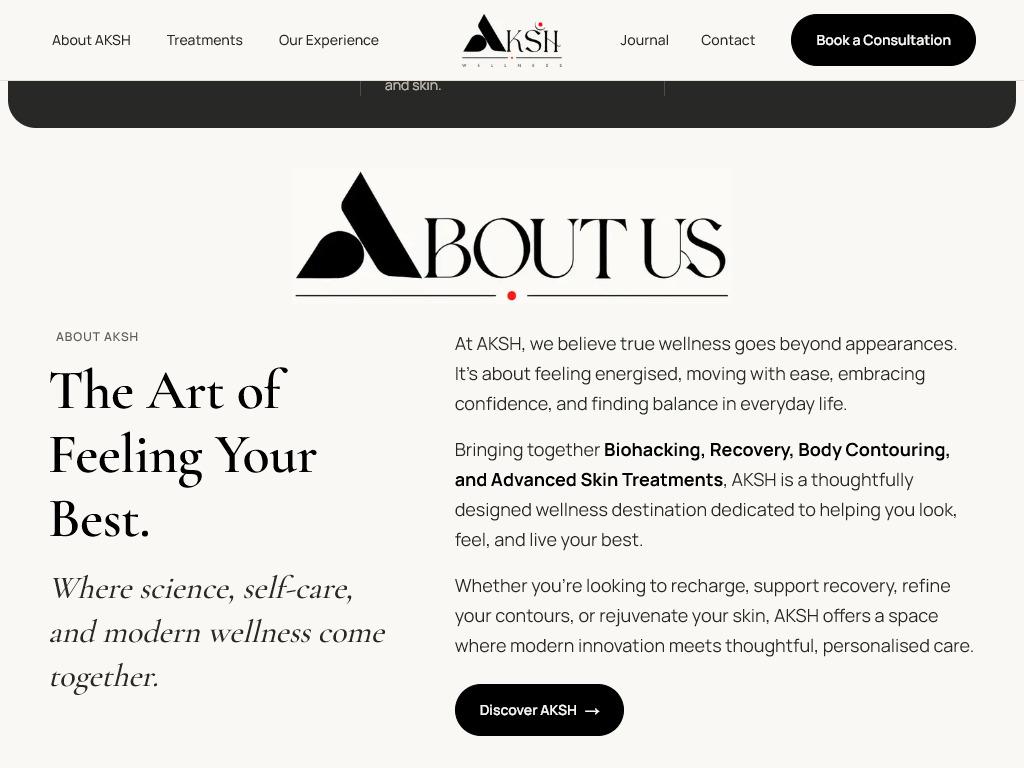 About AKSH
Treatments
Our Experience
AKSH
WELLNESS
Journal
Contact
Book a Consultation
and skin.
ABOUT US
ABOUT AKSH
The Art of
Feeling Your
Best.
Where science, self-care,
and modern wellness come
together.
At AKSH, we believe true wellness goes beyond appearances.
It’s about feeling energised, moving with ease, embracing
confidence, and finding balance in everyday life.
Bringing together Biohacking, Recovery, Body Contouring,
and Advanced Skin Treatments, AKSH is a thoughtfully
designed wellness destination dedicated to helping you look,
feel, and live your best.
Whether you’re looking to recharge, support recovery, refine
your contours, or rejuvenate your skin, AKSH offers a space
where modern innovation meets thoughtful, personalised care.
Discover AKSH →